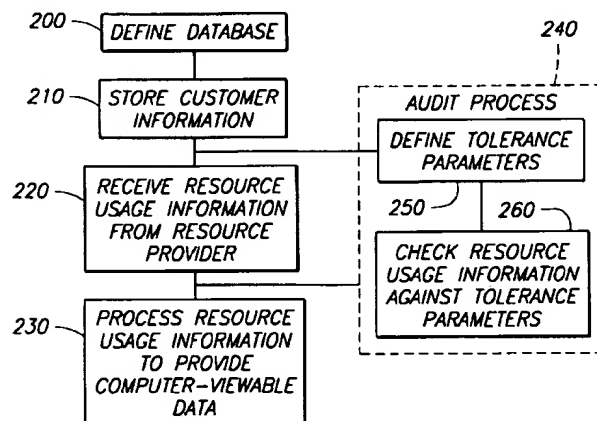 200
DEFINE DATABASE
210
STORE CUSTOMER
INFORMATION
220
RECEIVE RESOURCE
USAGE INFORMATION
FROM RESOURCE
PROVIDER
230
PROCESS RESOURCE
USAGE INFORMATION
TO PROVIDE
COMPUTER-VIEWABLE
DATA
240
AUDIT PROCESS
DEFINE TOLERANCE
PARAMETERS
250
260
CHECK RESOURCE
USAGE INFORMATION
AGAINST TOLERANCE
PARAMETERS